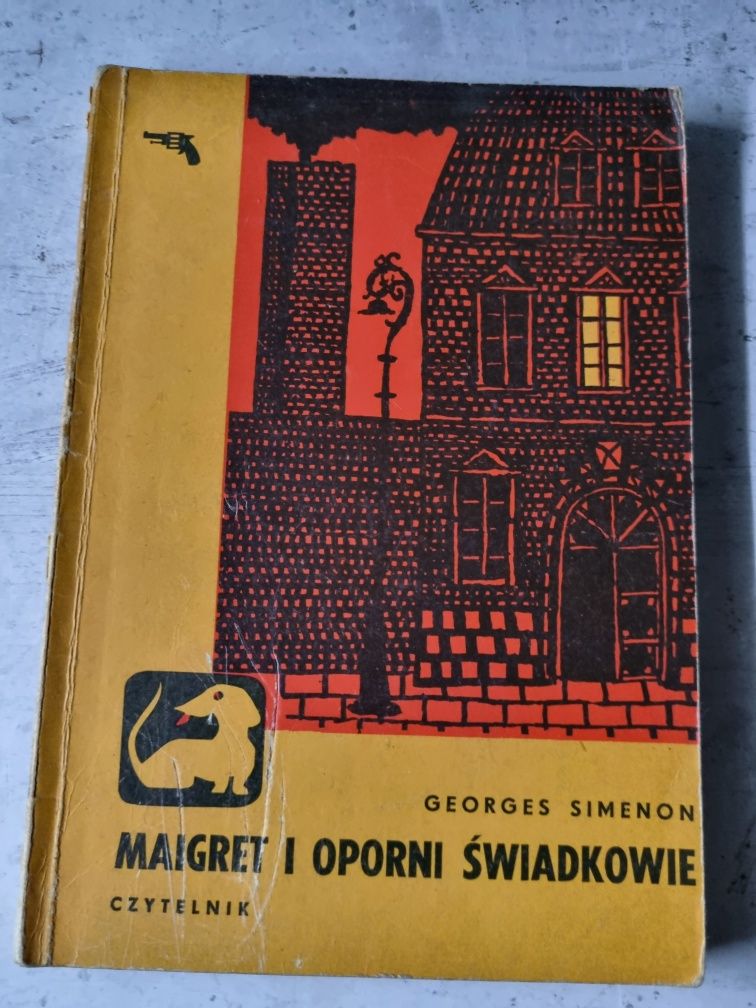 GEORGES SIMENON
MAIGRET I OPORNI ŚWIADKOWIE
CZYTELNIK